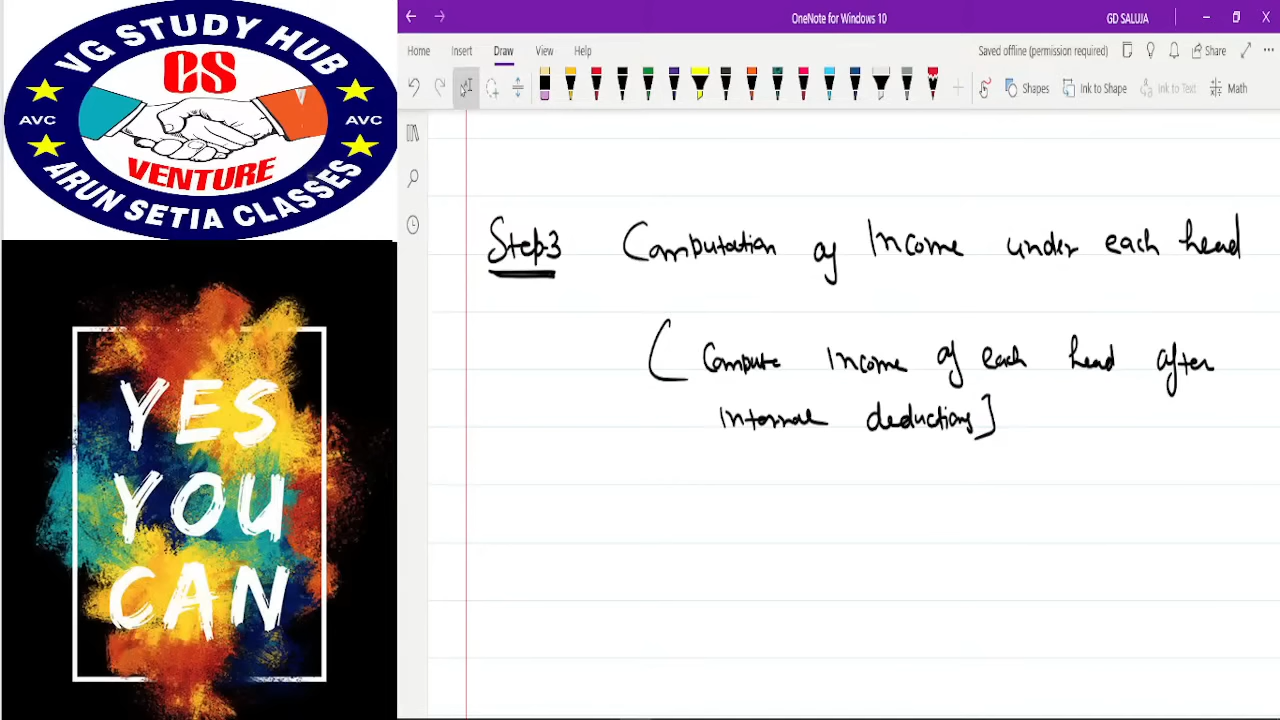 VG STUDY HUB
CS
AVC
AVC
VENTURE
ARUN SETIA CLASSES
YES
YOU
CAN
OneNote for Windows 10
GD SALUJA
Home Insert Draw View Help
Saved offline (permission required)
Share
Shapes Ink to Shape Ink to Text Math
Step-3 Computation of Income under each head
( Compute Income of each head after
internal deductions]